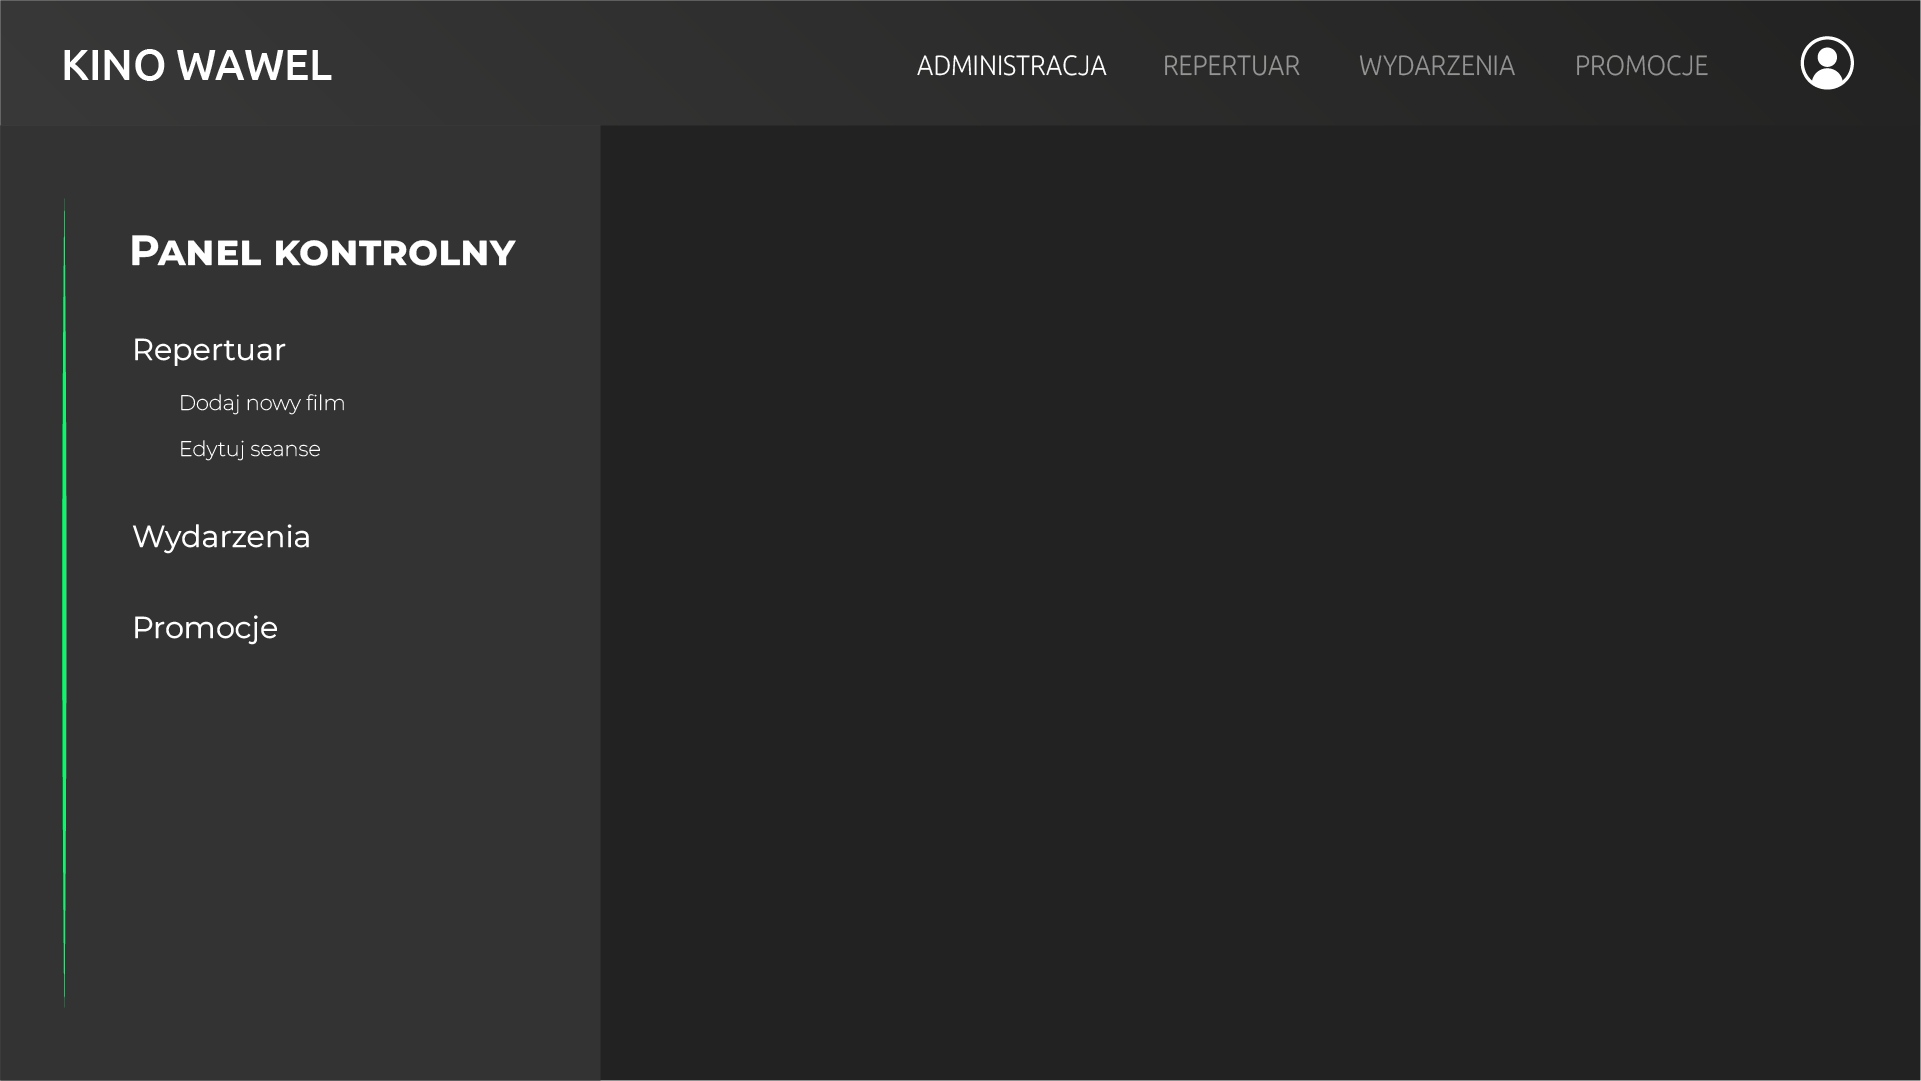 KINO WAWEL
ADMINISTRACJA REPERTUAR WYDARZENIA PROMOCJE
Panel kontrolny
Repertuar
Dodaj nowy film
Edytuj seanse
Wydarzenia
Promocje